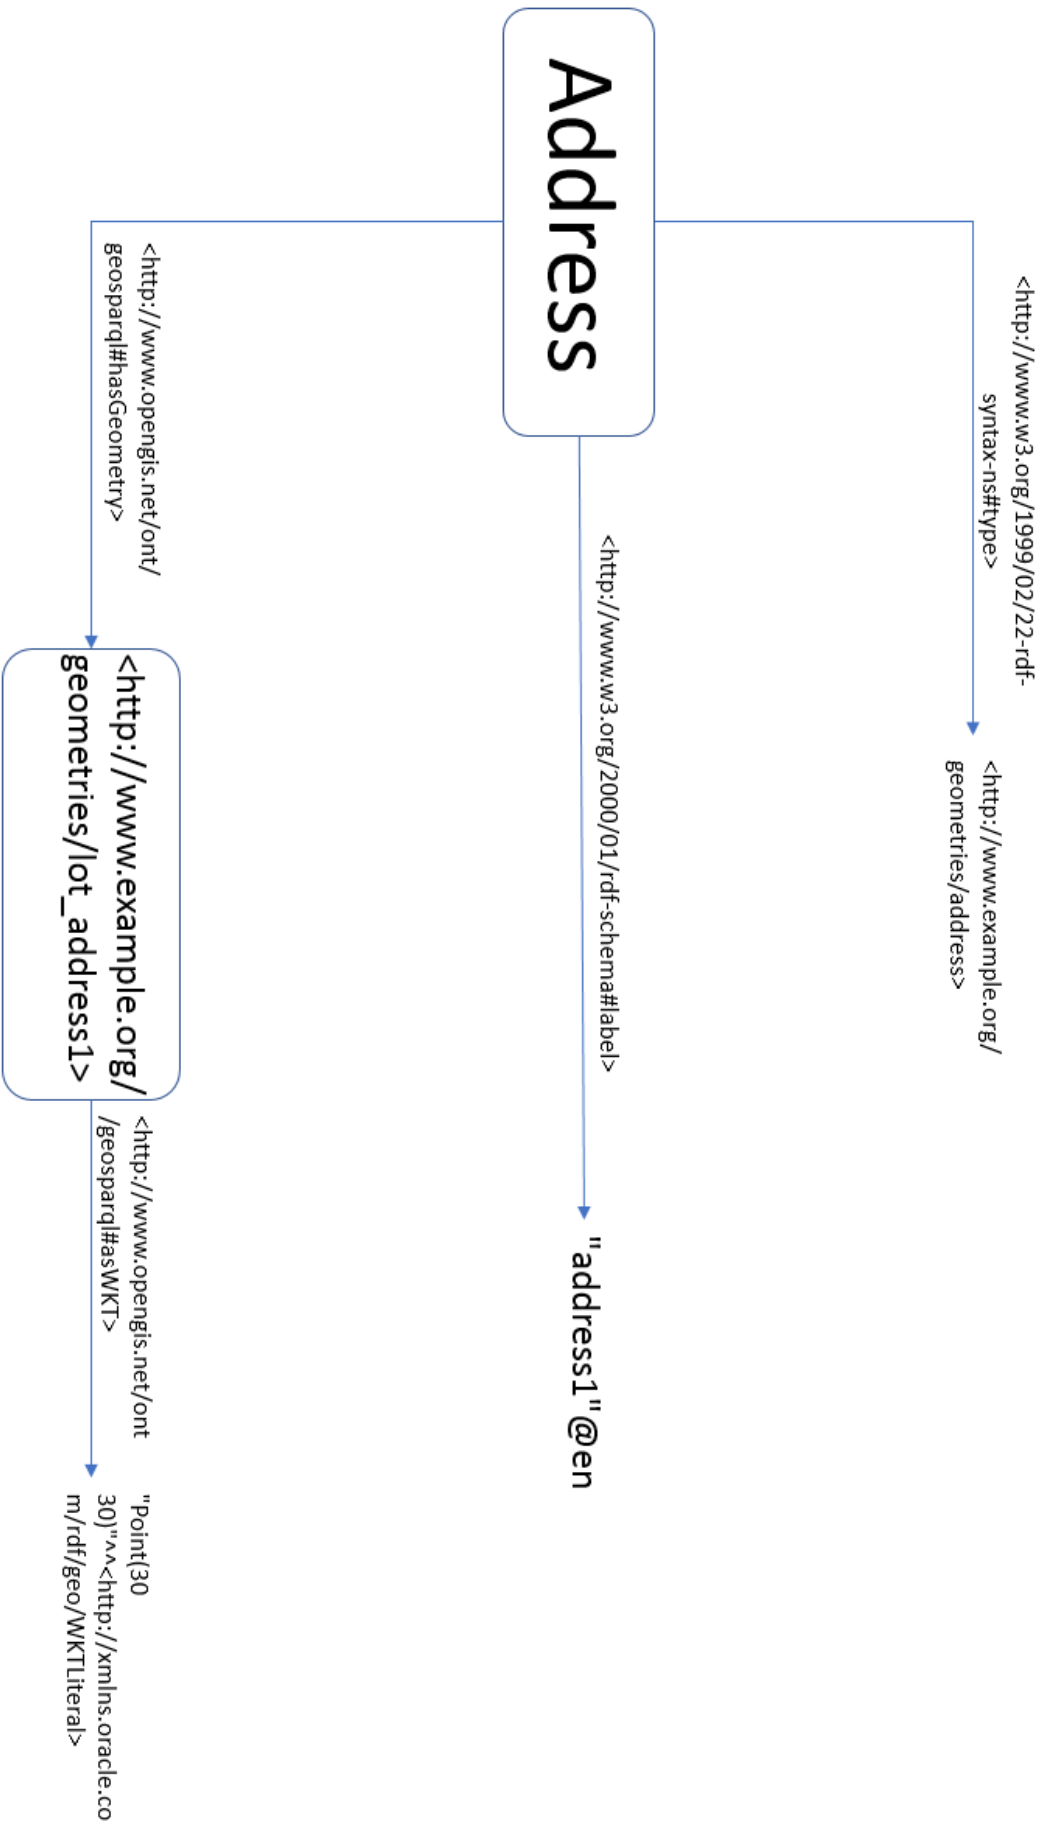 <http://www.w3.org/1999/02/22-rdf-
syntax-ns#type>
<http://www.example.org/
geometries/address>
Address
<http://www.w3.org/2000/01/rdf-schema#label>
"address1"@en
<http://www.opengis.net/ont/
geosparql#hasGeometry>
<http://www.example.org/
geometries/lot_address1>
<http://www.opengis.net/ont
/geosparql#asWKT>
"Point(30
30)"^^<http://xmlns.oracle.co
m/rdf/geo/WKTLiteral>